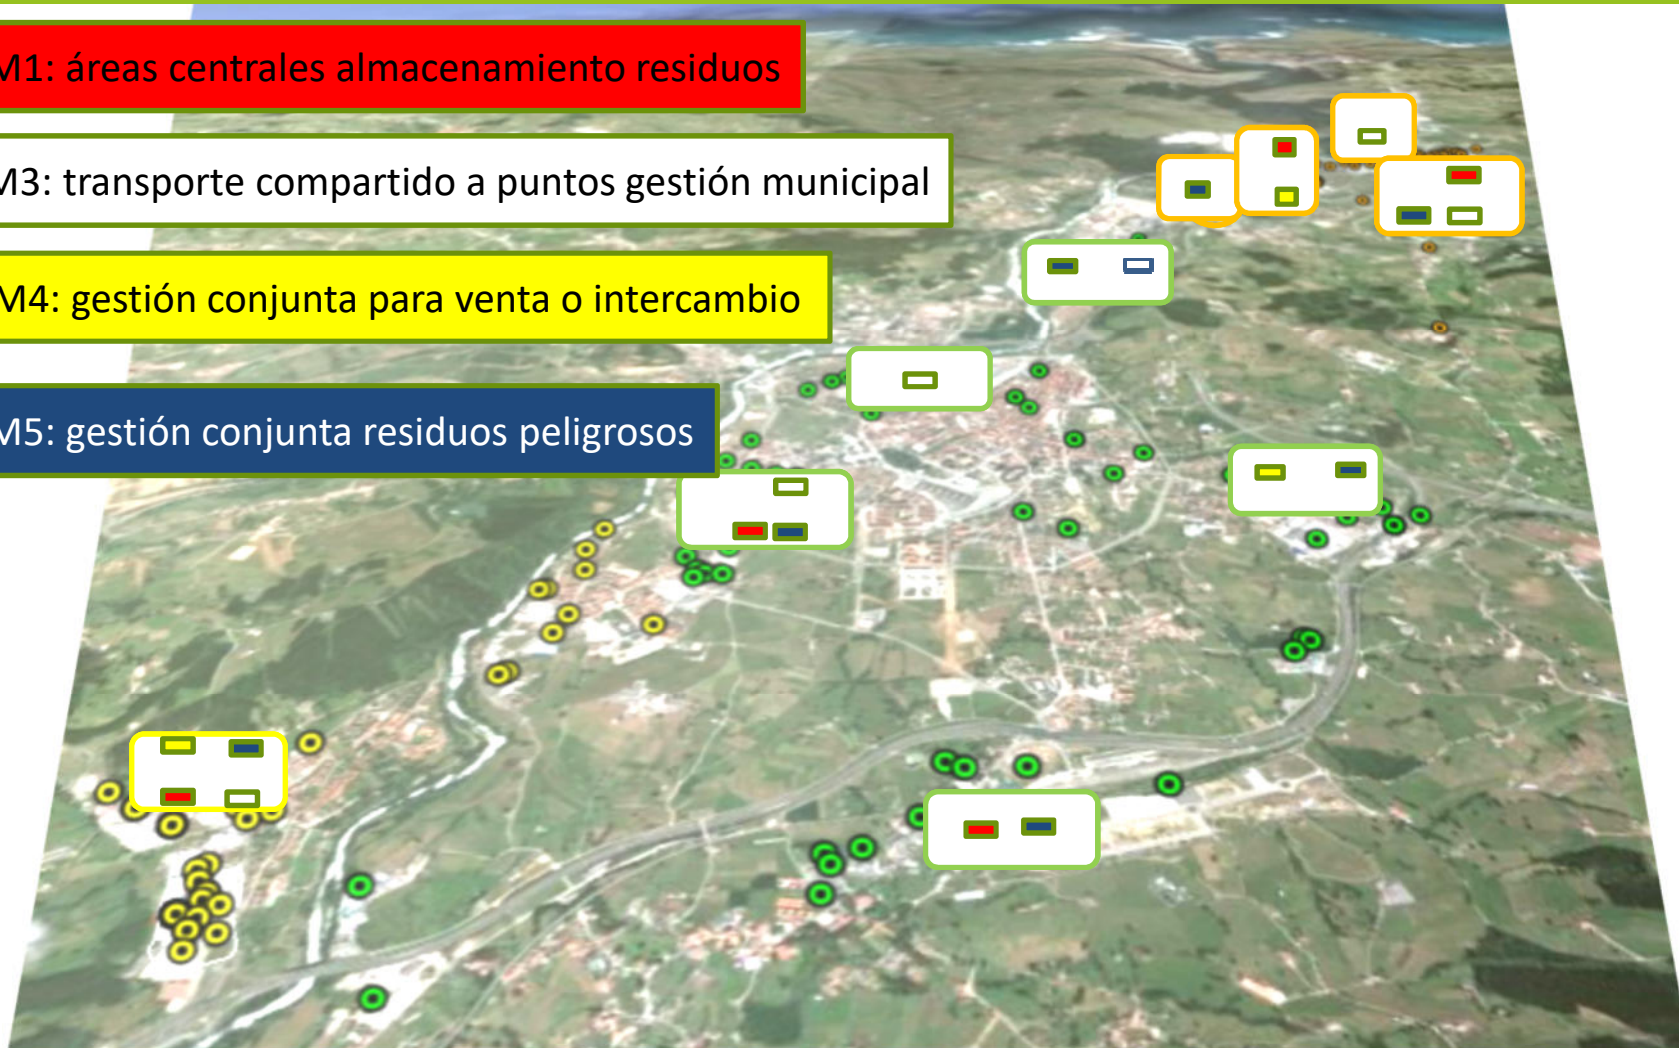 M1: áreas centrales almacenamiento residuos
M3: transporte compartido a puntos gestión municipal
M4: gestión conjunta para venta o intercambio
M5: gestión conjunta residuos peligrosos